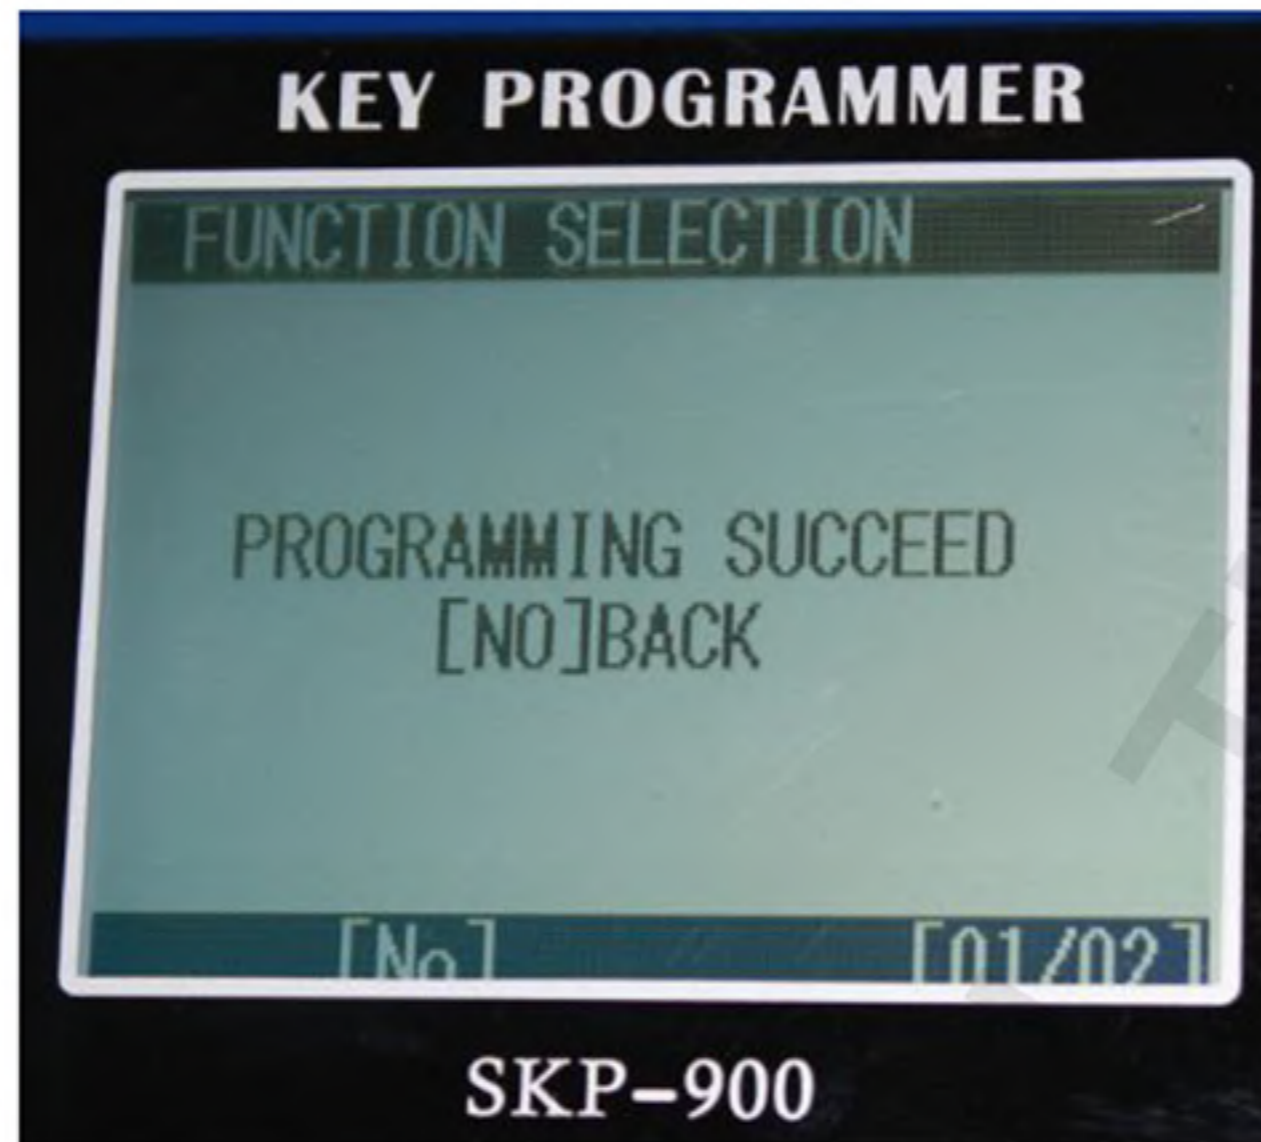 KEY PROGRAMMER
FUNCTION SELECTION
PROGRAMMING SUCCEED
[NO]BACK
[No] [01/02]
SKP-900